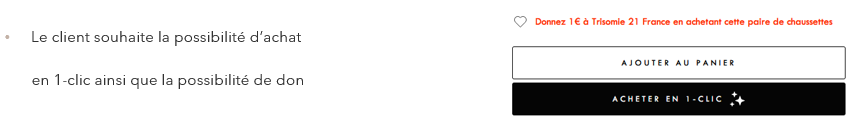 Le client souhaite la possibilité d’achat
en 1-clic ainsi que la possibilité de don
Donnez 1€ à Trisomie 21 France en achetant cette paire de chaussettes
AJOUTER AU PANIER
ACHETER EN 1-CLIC